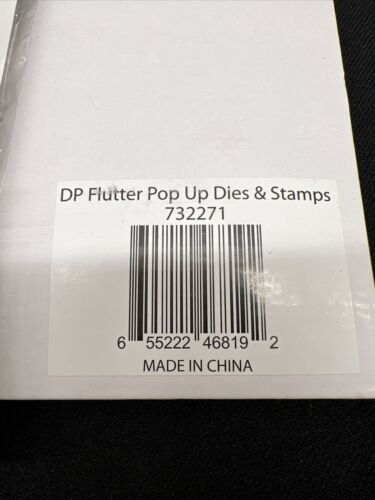 DP Flutter Pop Up Dies & Stamps
732271
6 55222 46819 2
MADE IN CHINA